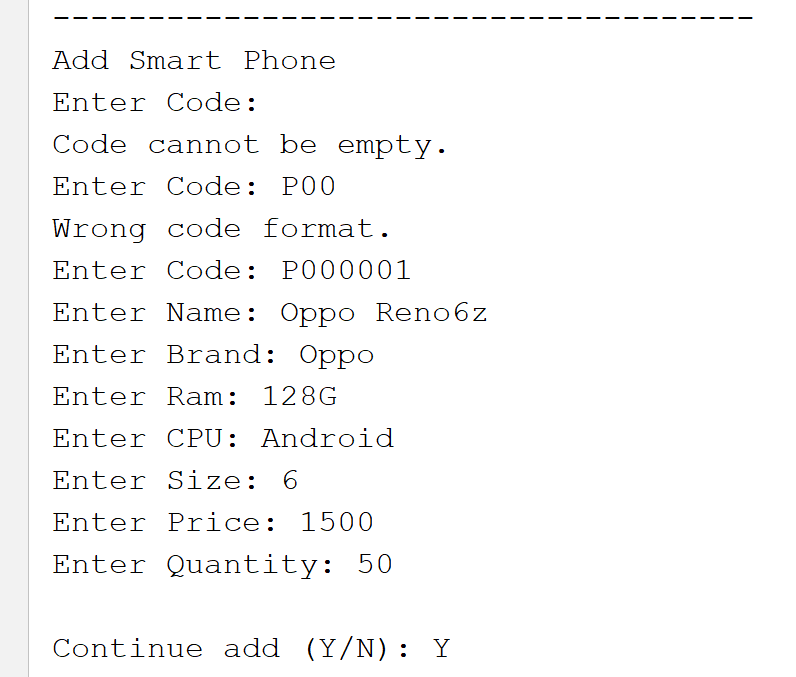 -------------------------------------
Add Smart Phone
Enter Code:
Code cannot be empty.
Enter Code: P00
Wrong code format.
Enter Code: P000001
Enter Name: Oppo Reno6z
Enter Brand: Oppo
Enter Ram: 128G
Enter CPU: Android
Enter Size: 6
Enter Price: 1500
Enter Quantity: 50
Continue add (Y/N): Y